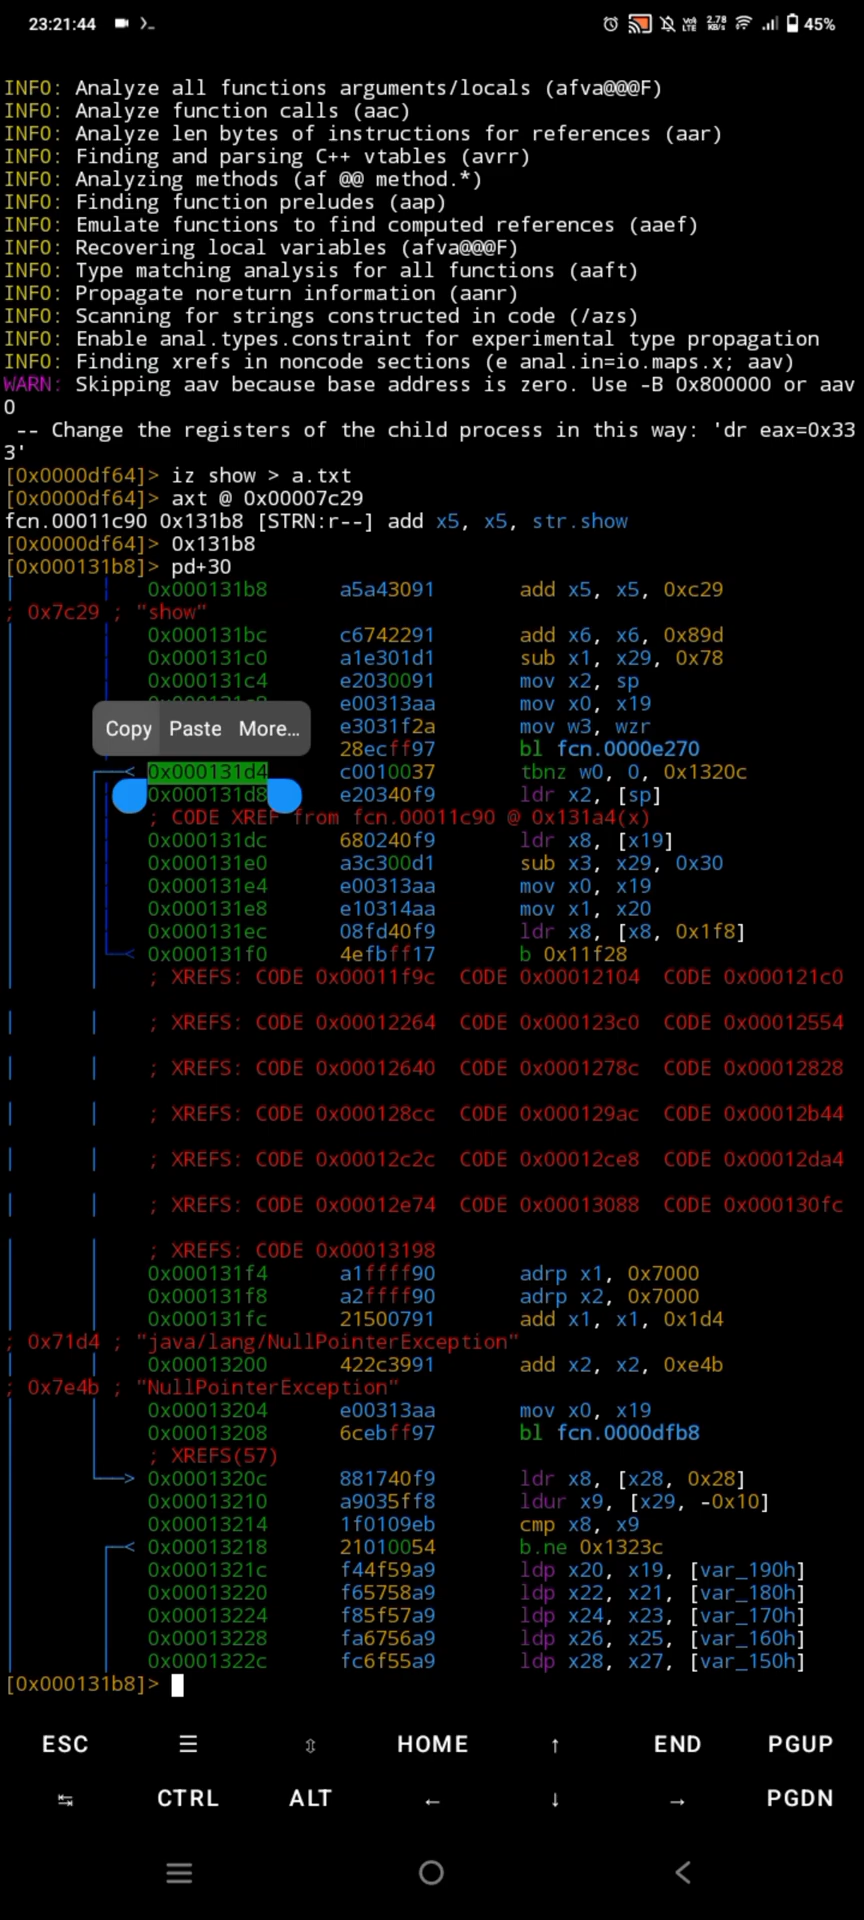 23:21:44 >_ Vo) LTE 2.78 KB/s 45%
INFO: Analyze all functions arguments/locals (afva@@@F)
INFO: Analyze function calls (aac)
INFO: Analyze len bytes of instructions for references (aar)
INFO: Finding and parsing C++ vtables (avrr)
INFO: Analyzing methods (af @@ method.*)
INFO: Finding function preludes (aap)
INFO: Emulate functions to find computed references (aaef)
INFO: Recovering local variables (afva@@@F)
INFO: Type matching analysis for all functions (aaft)
INFO: Propagate noreturn information (aanr)
INFO: Scanning for strings constructed in code (/azs)
INFO: Enable anal.types.constraint for experimental type propagation
INFO: Finding xrefs in noncode sections (e anal.in=io.maps.x; aav)
WARN: Skipping aav because base address is zero. Use -B 0x800000 or aav
0
-- Change the registers of the child process in this way: 'dr eax=0x33
3'
[0x0000df64]> iz show > a.txt
[0x0000df64]> axt @ 0x00007c29
fcn.00011c90 0x131b8 [STRN:r--] add x5, x5, str.show
[0x0000df64]> 0x131b8
[0x000131b8]> pd+30
0x000131b8 a5a43091 add x5, x5, 0xc29
; 0x7c29 ; "show"
0x000131bc c6742291 add x6, x6, 0x89d
0x000131c0 a1e301d1 sub x1, x29, 0x78
0x000131c4 e2030091 mov x2, sp
e00313aa mov x0, x19
Copy Paste More…
e3031f2a mov w3, wzr
28ecff97 bl fcn.0000e270
0x000131d4 c0010037 tbnz w0, 0, 0x1320c
0x000131d8 e20340f9 ldr x2, [sp]
; CODE XREF from fcn.00011c90 @ 0x131a4(x)
0x000131dc 680240f9 ldr x8, [x19]
0x000131e0 a3c300d1 sub x3, x29, 0x30
0x000131e4 e00313aa mov x0, x19
0x000131e8 e10314aa mov x1, x20
0x000131ec 08fd40f9 ldr x8, [x8, 0x1f8]
0x000131f0 4efbff17 b 0x11f28
; XREFS: CODE 0x00011f9c CODE 0x00012104 CODE 0x000121c0
; XREFS: CODE 0x00012264 CODE 0x000123c0 CODE 0x00012554
; XREFS: CODE 0x00012640 CODE 0x0001278c CODE 0x00012828
; XREFS: CODE 0x000128cc CODE 0x000129ac CODE 0x00012b44
; XREFS: CODE 0x00012c2c CODE 0x00012ce8 CODE 0x00012da4
; XREFS: CODE 0x00012e74 CODE 0x00013088 CODE 0x000130fc
; XREFS: CODE 0x00013198
0x000131f4 a1ffff90 adrp x1, 0x7000
0x000131f8 a2ffff90 adrp x2, 0x7000
0x000131fc 21500791 add x1, x1, 0x1d4
; 0x71d4 ; "java/lang/NullPointerException"
0x00013200 422c3991 add x2, x2, 0xe4b
; 0x7e4b ; "NullPointerException"
0x00013204 e00313aa mov x0, x19
0x00013208 6cebff97 bl fcn.0000dfb8
; XREFS(57)
0x0001320c 881740f9 ldr x8, [x28, 0x28]
0x00013210 a9035ff8 ldur x9, [x29, -0x10]
0x00013214 1f0109eb cmp x8, x9
0x00013218 21010054 b.ne 0x1323c
0x0001321c f44f59a9 ldp x20, x19, [var_190h]
0x00013220 f65758a9 ldp x22, x21, [var_180h]
0x00013224 f85f57a9 ldp x24, x23, [var_170h]
0x00013228 fa6756a9 ldp x26, x25, [var_160h]
0x0001322c fc6f55a9 ldp x28, x27, [var_150h]
[0x000131b8]>
ESC ☰ ⇳ HOME ↑ END PGUP
↹ CTRL ALT ← ↓ → PGDN